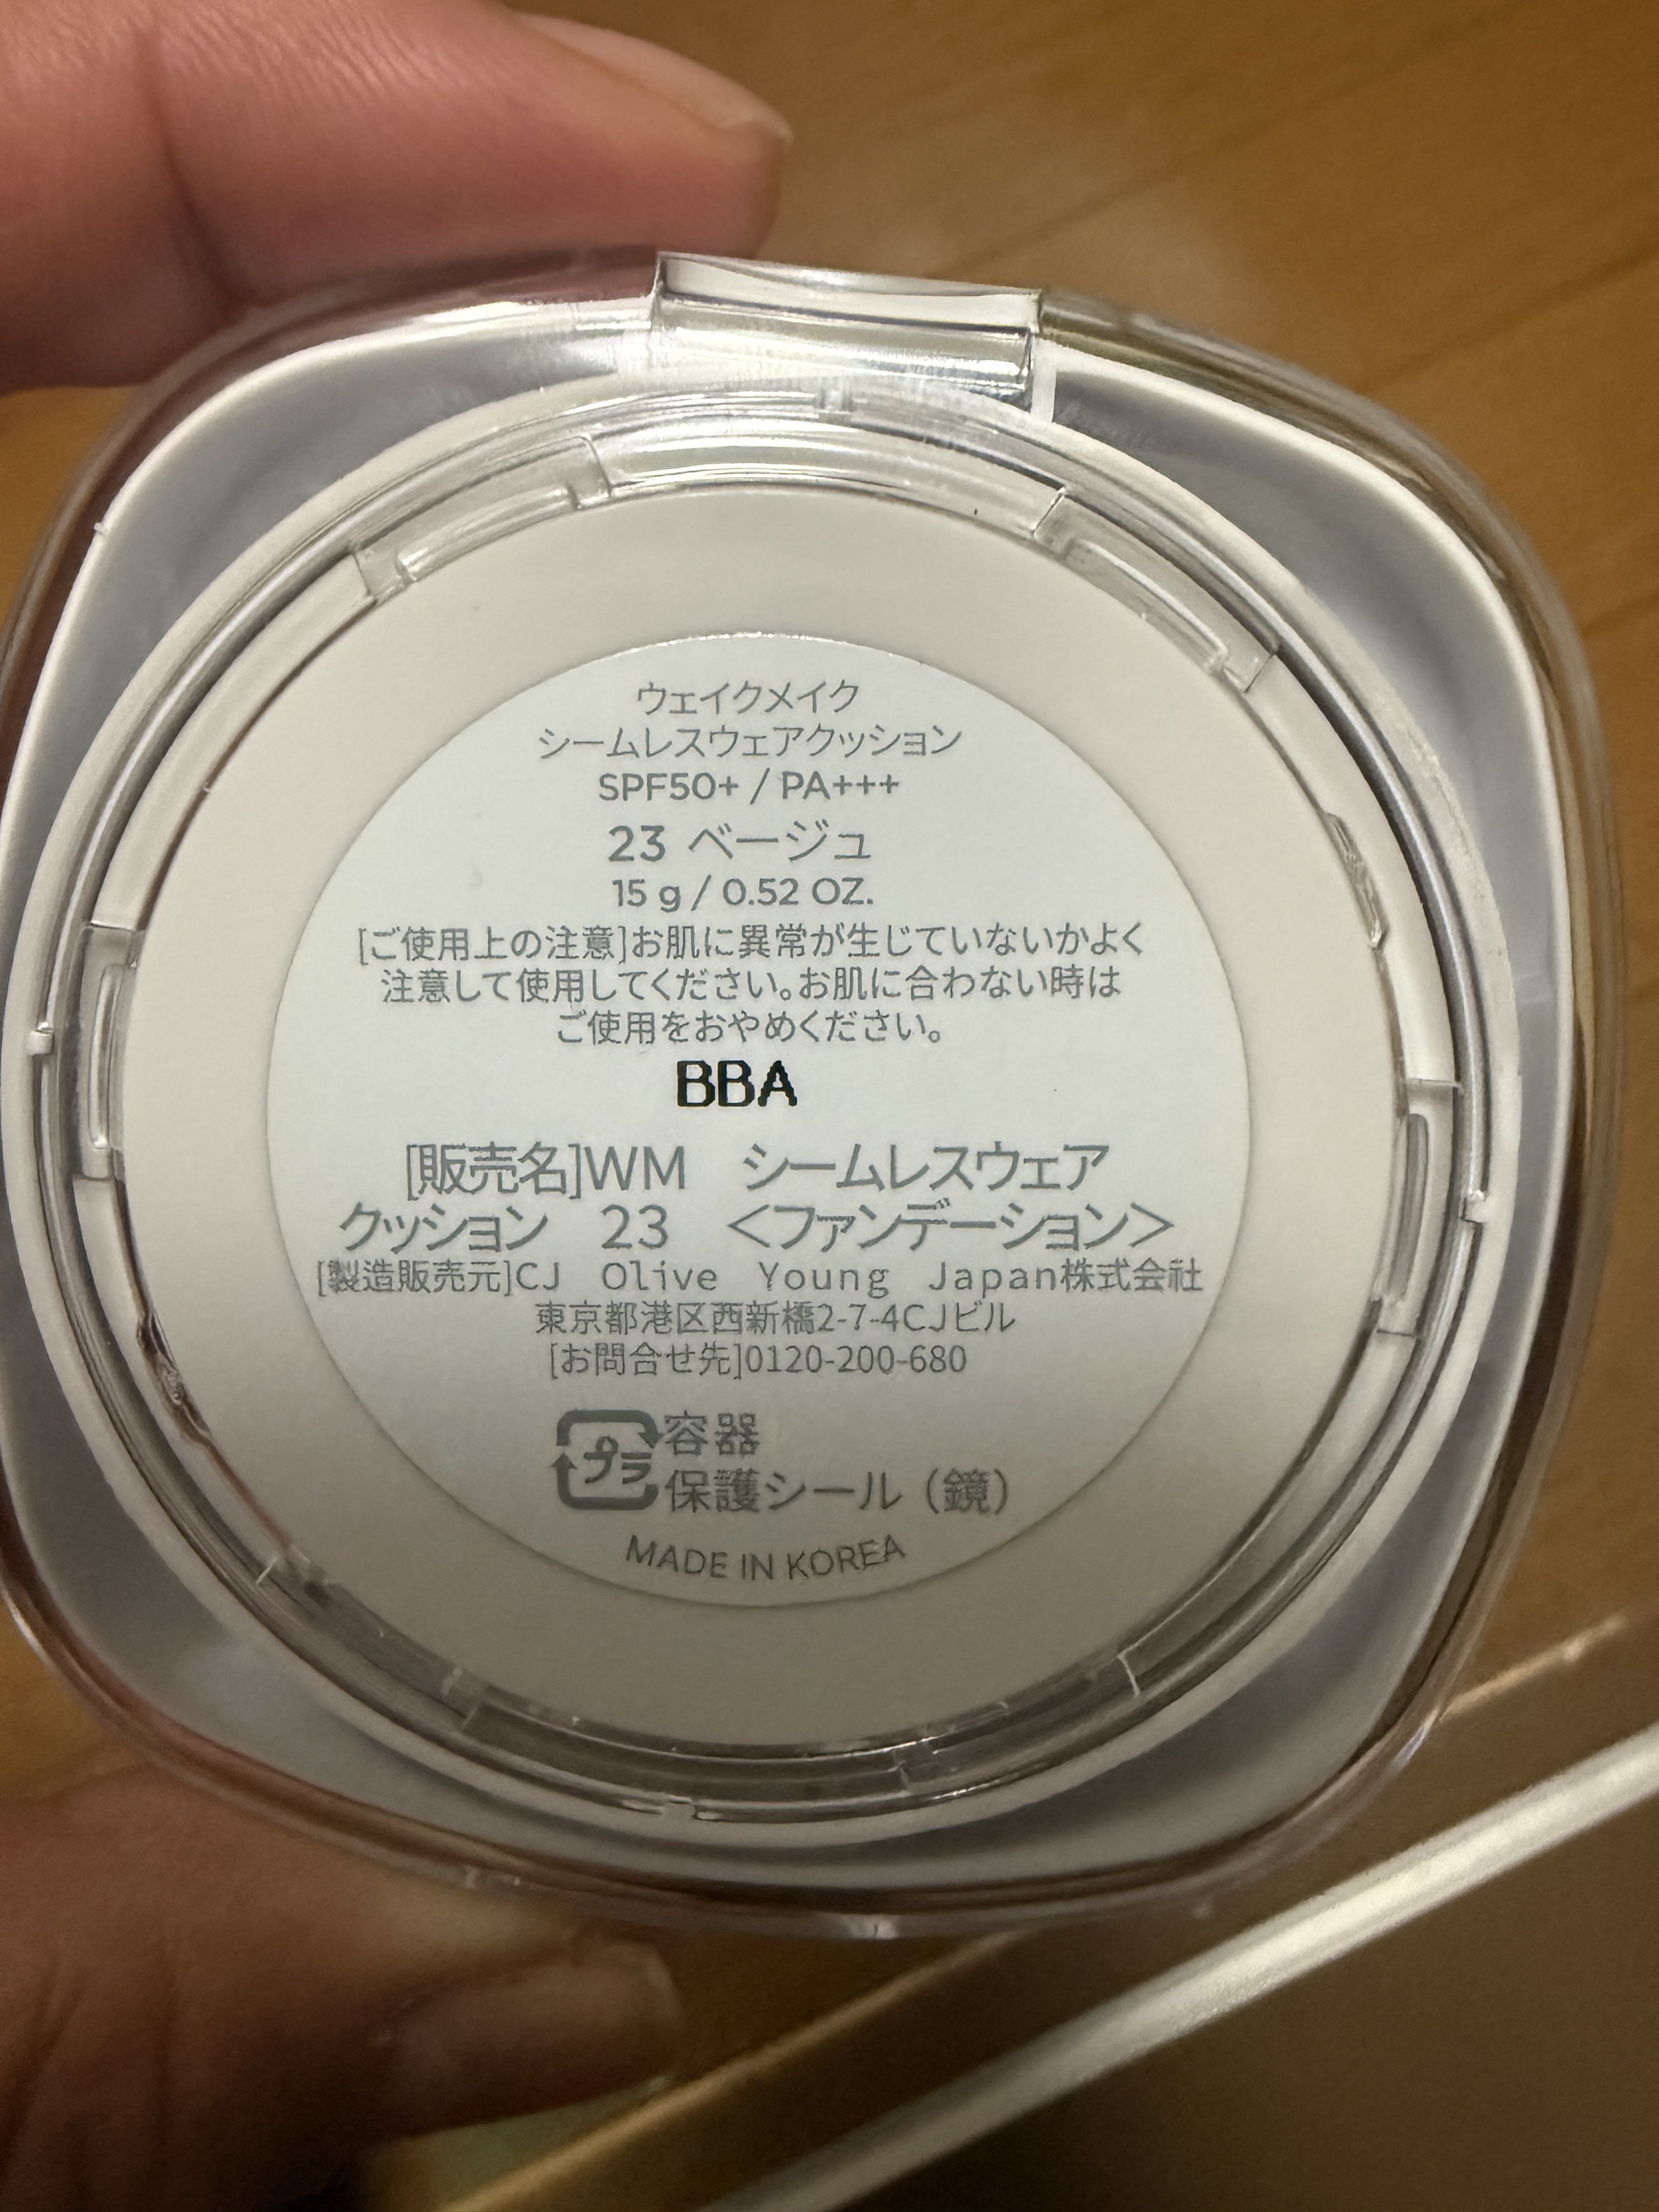 ウェイクメイク
シームレスウェアクッション
SPF50+ / PA+++
23 ベージュ
15 g / 0.52 OZ.
[ご使用上の注意]お肌に異常が生じていないかよく
注意して使用してください。お肌に合わない時は
ご使用をおやめください。
BBA
[販売名]WM　シームレスウェア
クッション　23　＜ファンデーション＞
[製造販売元]CJ　Olive　Young　Japan株式会社
東京都港区西新橋2-7-4CJビル
[お問合せ先]0120-200-680
プラ 容器
保護シール（鏡）
MADE IN KOREA